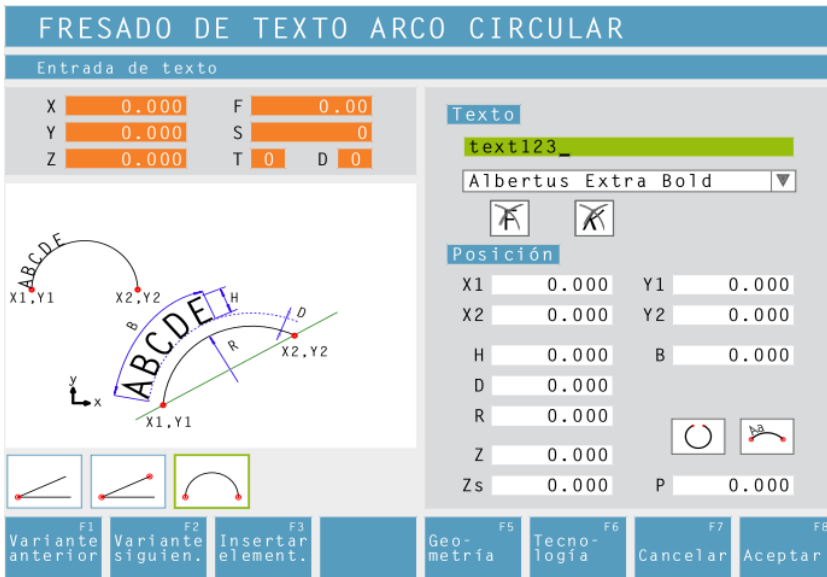 FRESADO DE TEXTO ARCO CIRCULAR
Entrada de texto
X 0.000 F 0.00
Y 0.000 S 0
Z 0.000 T 0 D 0
ABCDE
X1,Y1 X2,Y2
B ABCDE H D
R
X2,Y2
y
x
X1,Y1
Texto
text123_
Albertus Extra Bold
F K
Posición
X1 0.000 Y1 0.000
X2 0.000 Y2 0.000
H 0.000 B 0.000
D 0.000
R 0.000
Aa
Z 0.000
Zs 0.000 P 0.000
F1 F2 F3 F5 F6 F7 F8
Variante Variante Insertar Geo- Tecno-
anterior siguien. element. metría logía Cancelar Aceptar